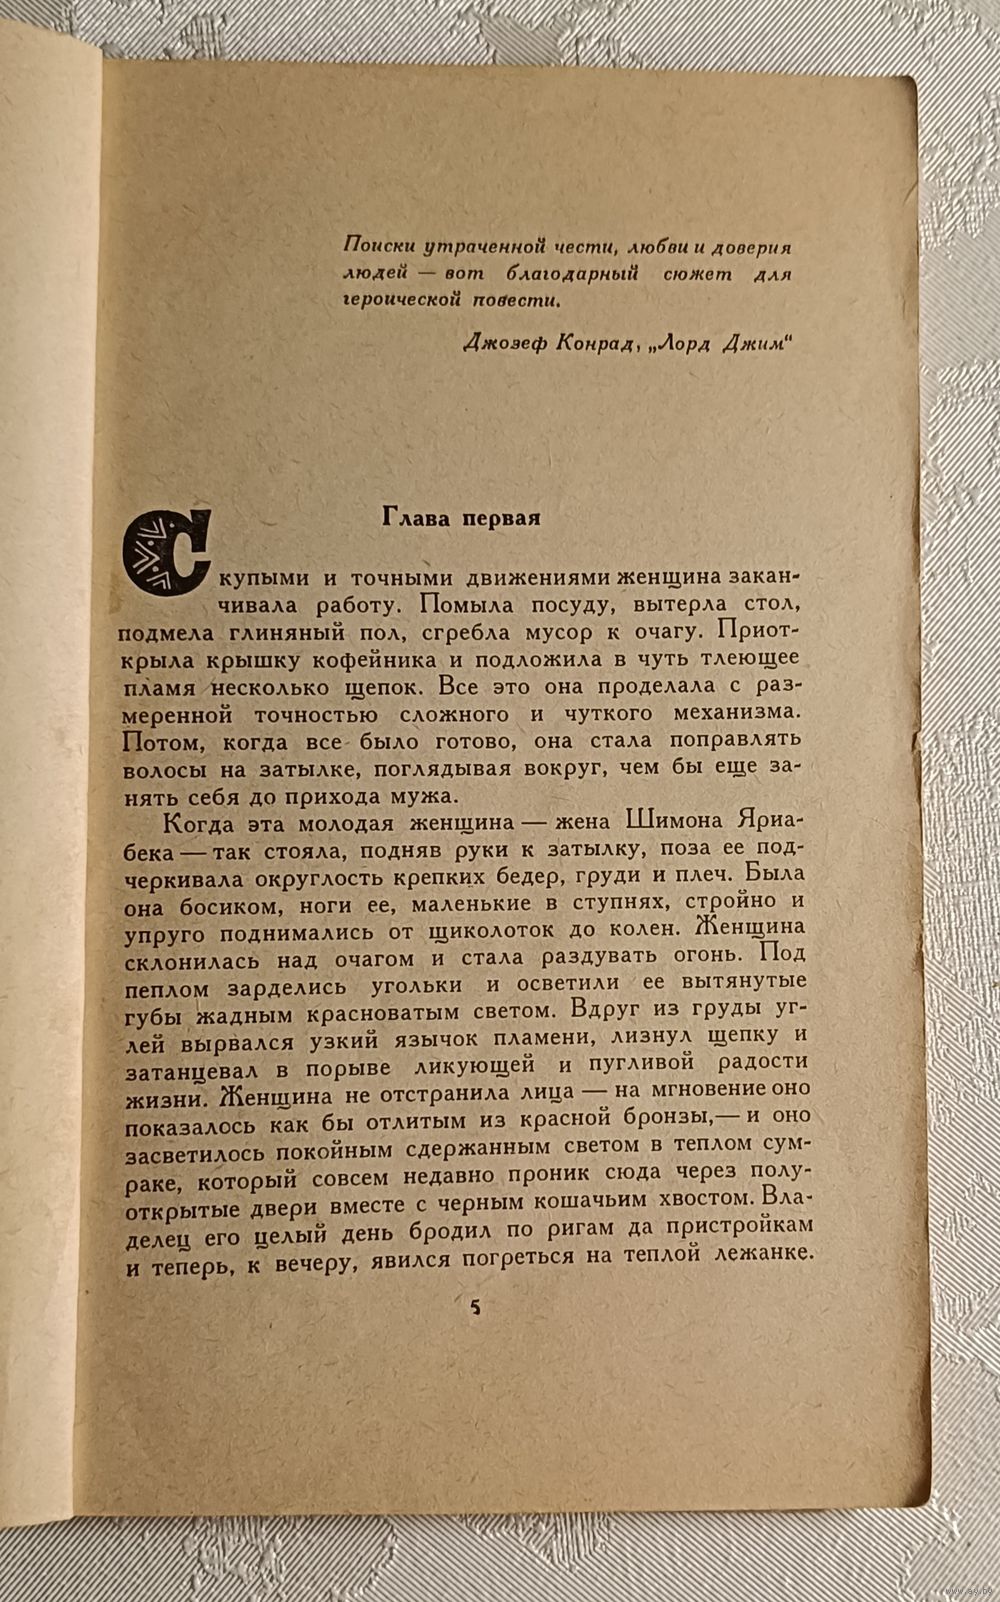 Поиски утраченной чести, любви и доверия
людей — вот благодарный сюжет для
героической повести.
Джозеф Конрад, „Лорд Джим“
Глава первая
Скупыми и точными движениями женщина закан-
чивала работу. Помыла посуду, вытерла стол,
подмела глиняный пол, сгребла мусор к очагу. Приот-
крыла крышку кофейника и подложила в чуть тлеющее
пламя несколько щепок. Все это она проделала с раз-
меренной точностью сложного и чуткого механизма.
Потом, когда все было готово, она стала поправлять
волосы на затылке, поглядывая вокруг, чем бы еще за-
нять себя до прихода мужа.
Когда эта молодая женщина — жена Шимона Яриа-
бека — так стояла, подняв руки к затылку, поза ее под-
черкивала округлость крепких бедер, груди и плеч. Была
она босиком, ноги ее, маленькие в ступнях, стройно и
упруго поднимались от щиколоток до колен. Женщина
склонилась над очагом и стала раздувать огонь. Под
пеплом зарделись угольки и осветили ее вытянутые
губы жадным красноватым светом. Вдруг из груды уг-
лей вырвался узкий язычок пламени, лизнул щепку и
затанцевал в порыве ликующей и пугливой радости
жизни. Женщина не отстранила лица — на мгновение оно
показалось как бы отлитым из красной бронзы,— и оно
засветилось покойным сдержанным светом в теплом сум-
раке, который совсем недавно проник сюда через полу-
открытые двери вместе с черным кошачьим хвостом. Вла-
делец его целый день бродил по ригам да пристройкам
и теперь, к вечеру, явился погреться на теплой лежанке.
5
www.ay.by